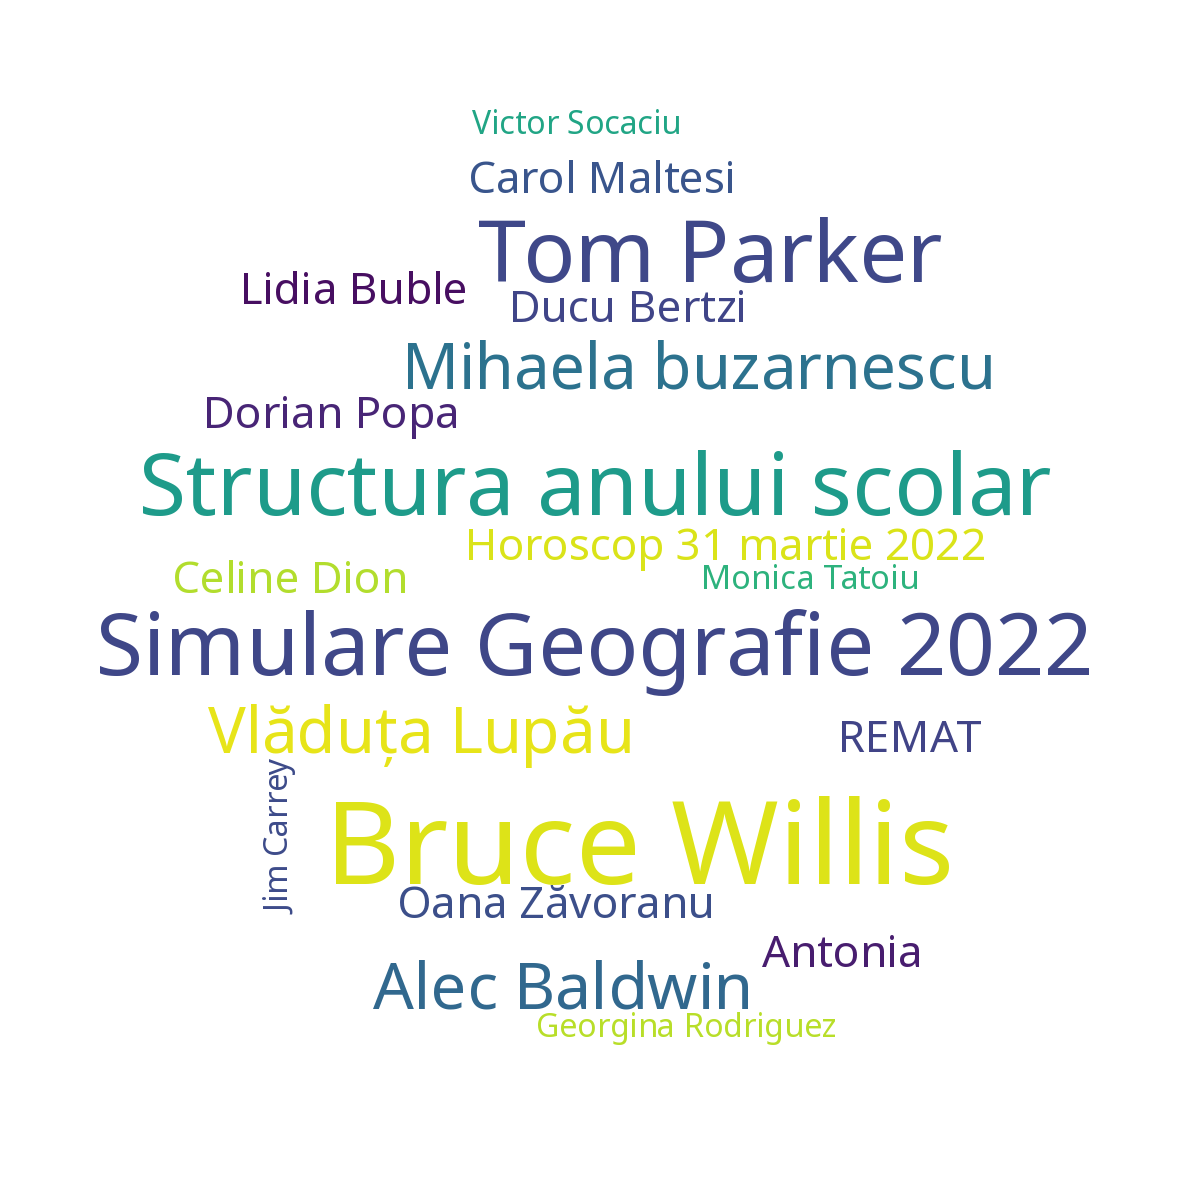 Victor Socaciu
Carol Maltesi
Tom Parker
Lidia Buble
Ducu Bertzi
Mihaela buzarnescu
Dorian Popa
Structura anului scolar
Horoscop 31 martie 2022
Celine Dion
Monica Tatoiu
Simulare Geografie 2022
Vlăduța Lupău
REMAT
Jim Carrey
Bruce Willis
Oana Zăvoranu
Antonia
Alec Baldwin
Georgina Rodriguez